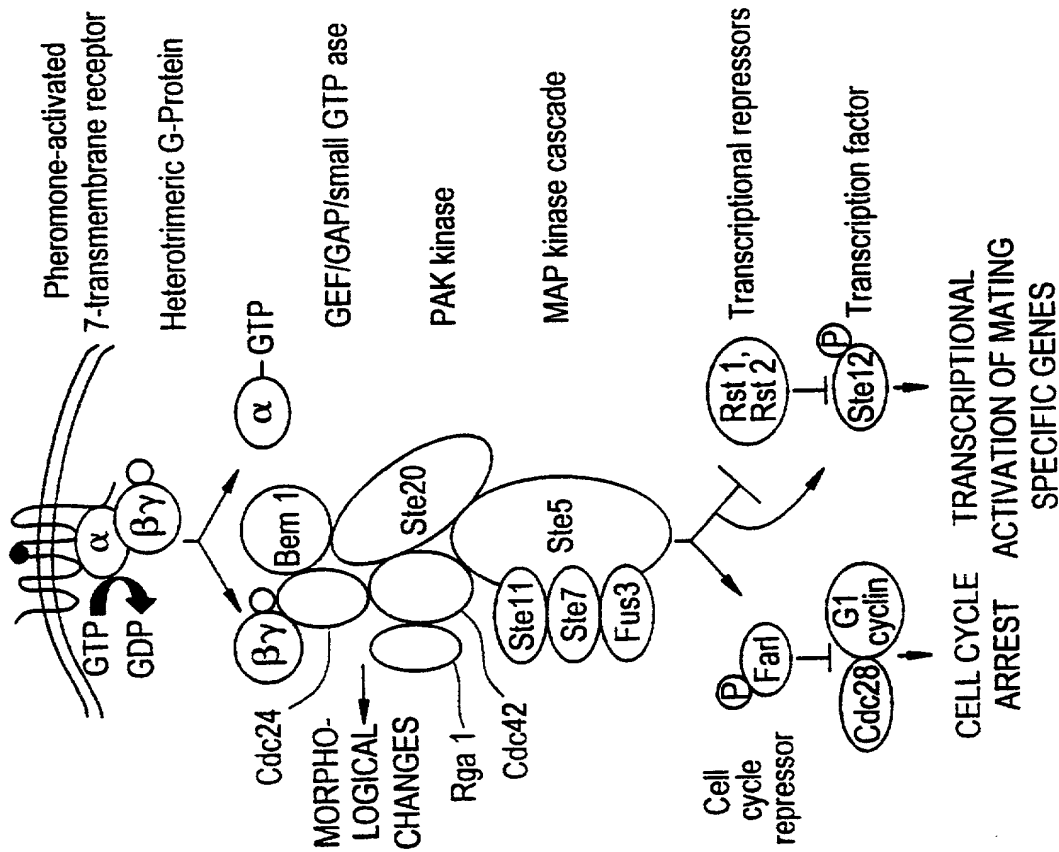 Pheromone-activated
7-transmembrane receptor
Heterotrimeric G-Protein
GEF/GAP/small GTP ase
PAK kinase
MAP kinase cascade
Transcriptional repressors
Transcription factor
GTP
GDP
α
βγ
α
GTP
βγ
Cdc24
Bem 1
MORPHO-
LOGICAL
CHANGES
Rga 1
Cdc42
Ste20
Ste5
Ste11
Ste7
Fus3
Cell
cycle
repressor
P
Farl
Cdc28
G1
cyclin
Rst 1,
Rst 2
P
Ste12
CELL CYCLE
ARREST
TRANSCRIPTIONAL
ACTIVATION OF MATING
SPECIFIC GENES